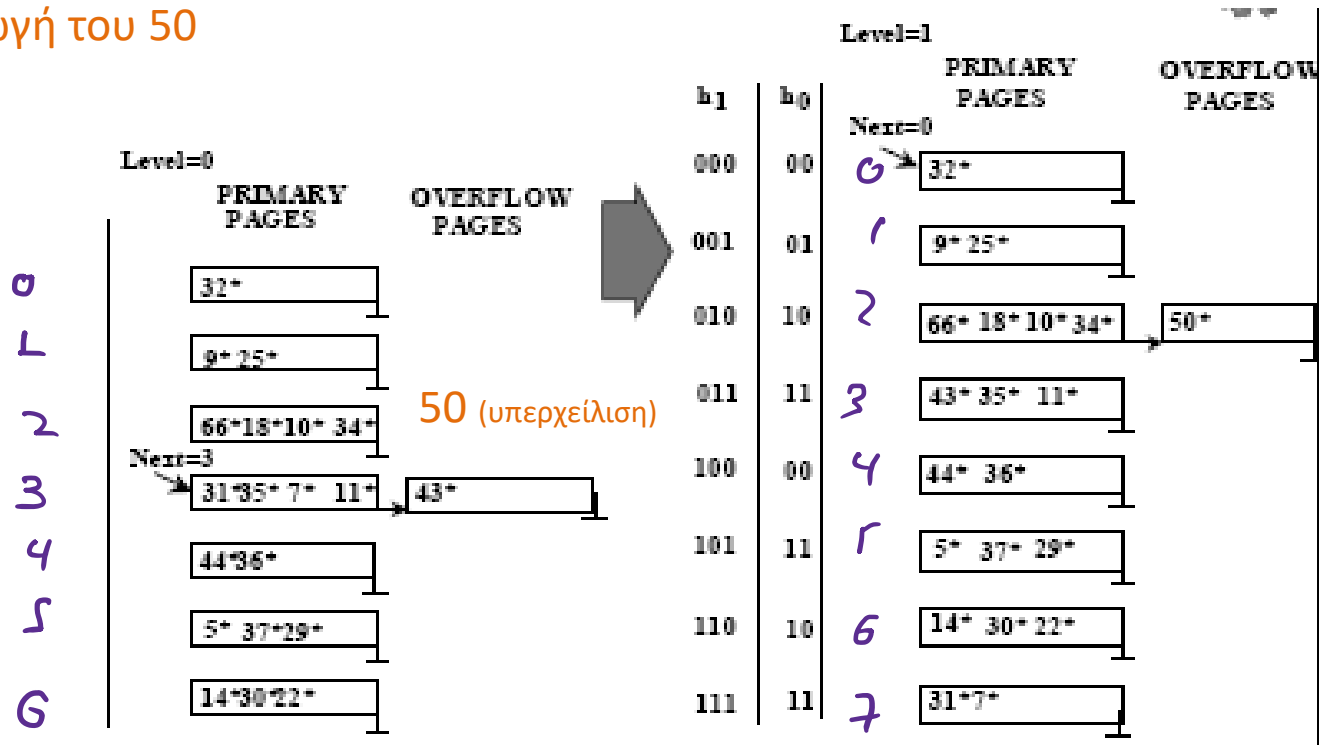 ωγή του 50
Level=0
PRIMARY PAGES
OVERFLOW PAGES
0 32*
1 9* 25*
2 66* 18* 10* 34*
50 (υπερχείλιση)
Next=3
3 31* 35* 7* 11* 43*
4 44* 36*
5 5* 37* 29*
6 14* 30* 22*
Level=1
h1 h0
PRIMARY PAGES
OVERFLOW PAGES
Next=0
000 00 0 32*
001 01 1 9* 25*
010 10 2 66* 18* 10* 34* 50*
011 11 3 43* 35* 11*
100 00 4 44* 36*
101 11 5 5* 37* 29*
110 10 6 14* 30* 22*
111 11 7 31* 7*